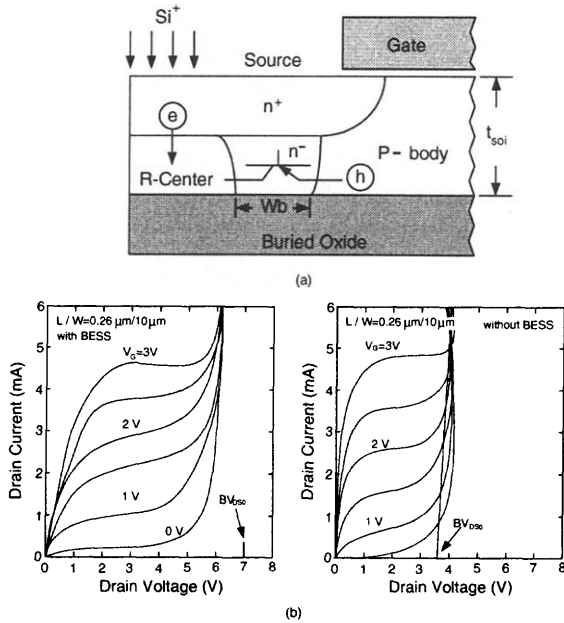 Si+
Source
Gate
n+
e
n−
P− body
tsoi
R-Center
h
Wb
Buried Oxide
(a)
L / W=0.26 μm/10μm
with BESS
VG=3V
2 V
1 V
0 V
BVDS0
Drain Current (mA)
6
5
4
3
2
1
0
0 1 2 3 4 5 6 7 8
Drain Voltage (V)
L / W=0.26 μm/10μm without BESS
VG=3V
2 V
1 V
BVDS0
Drain Current (mA)
6
5
4
3
2
1
0
0 1 2 3 4 5 6 7 8
Drain Voltage (V)
(b)